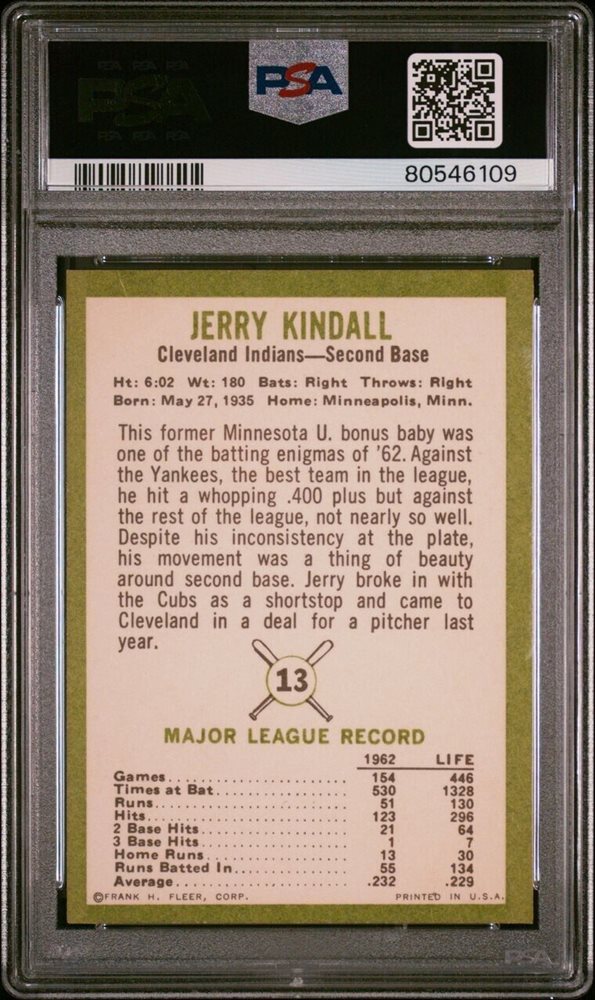 PSA
80546109
JERRY KINDALL
Cleveland Indians—Second Base
Ht: 6:02 Wt: 180 Bats: Right Throws: Right
Born: May 27, 1935 Home: Minneapolis, Minn.
This former Minnesota U. bonus baby was
one of the batting enigmas of '62. Against
the Yankees, the best team in the league,
he hit a whopping .400 plus but against
the rest of the league, not nearly so well.
Despite his inconsistency at the plate,
his movement was a thing of beauty
around second base. Jerry broke in with
the Cubs as a shortstop and came to
Cleveland in a deal for a pitcher last
year.
13
MAJOR LEAGUE RECORD
1962 LIFE
Games 154 446
Times at Bat 530 1328
Runs 51 130
Hits 123 296
2 Base Hits 21 64
3 Base Hits 1 7
Home Runs 13 30
Runs Batted In 55 134
Average .232 .229
©FRANK H. FLEER, CORP. PRINTED IN U.S.A.
PSA